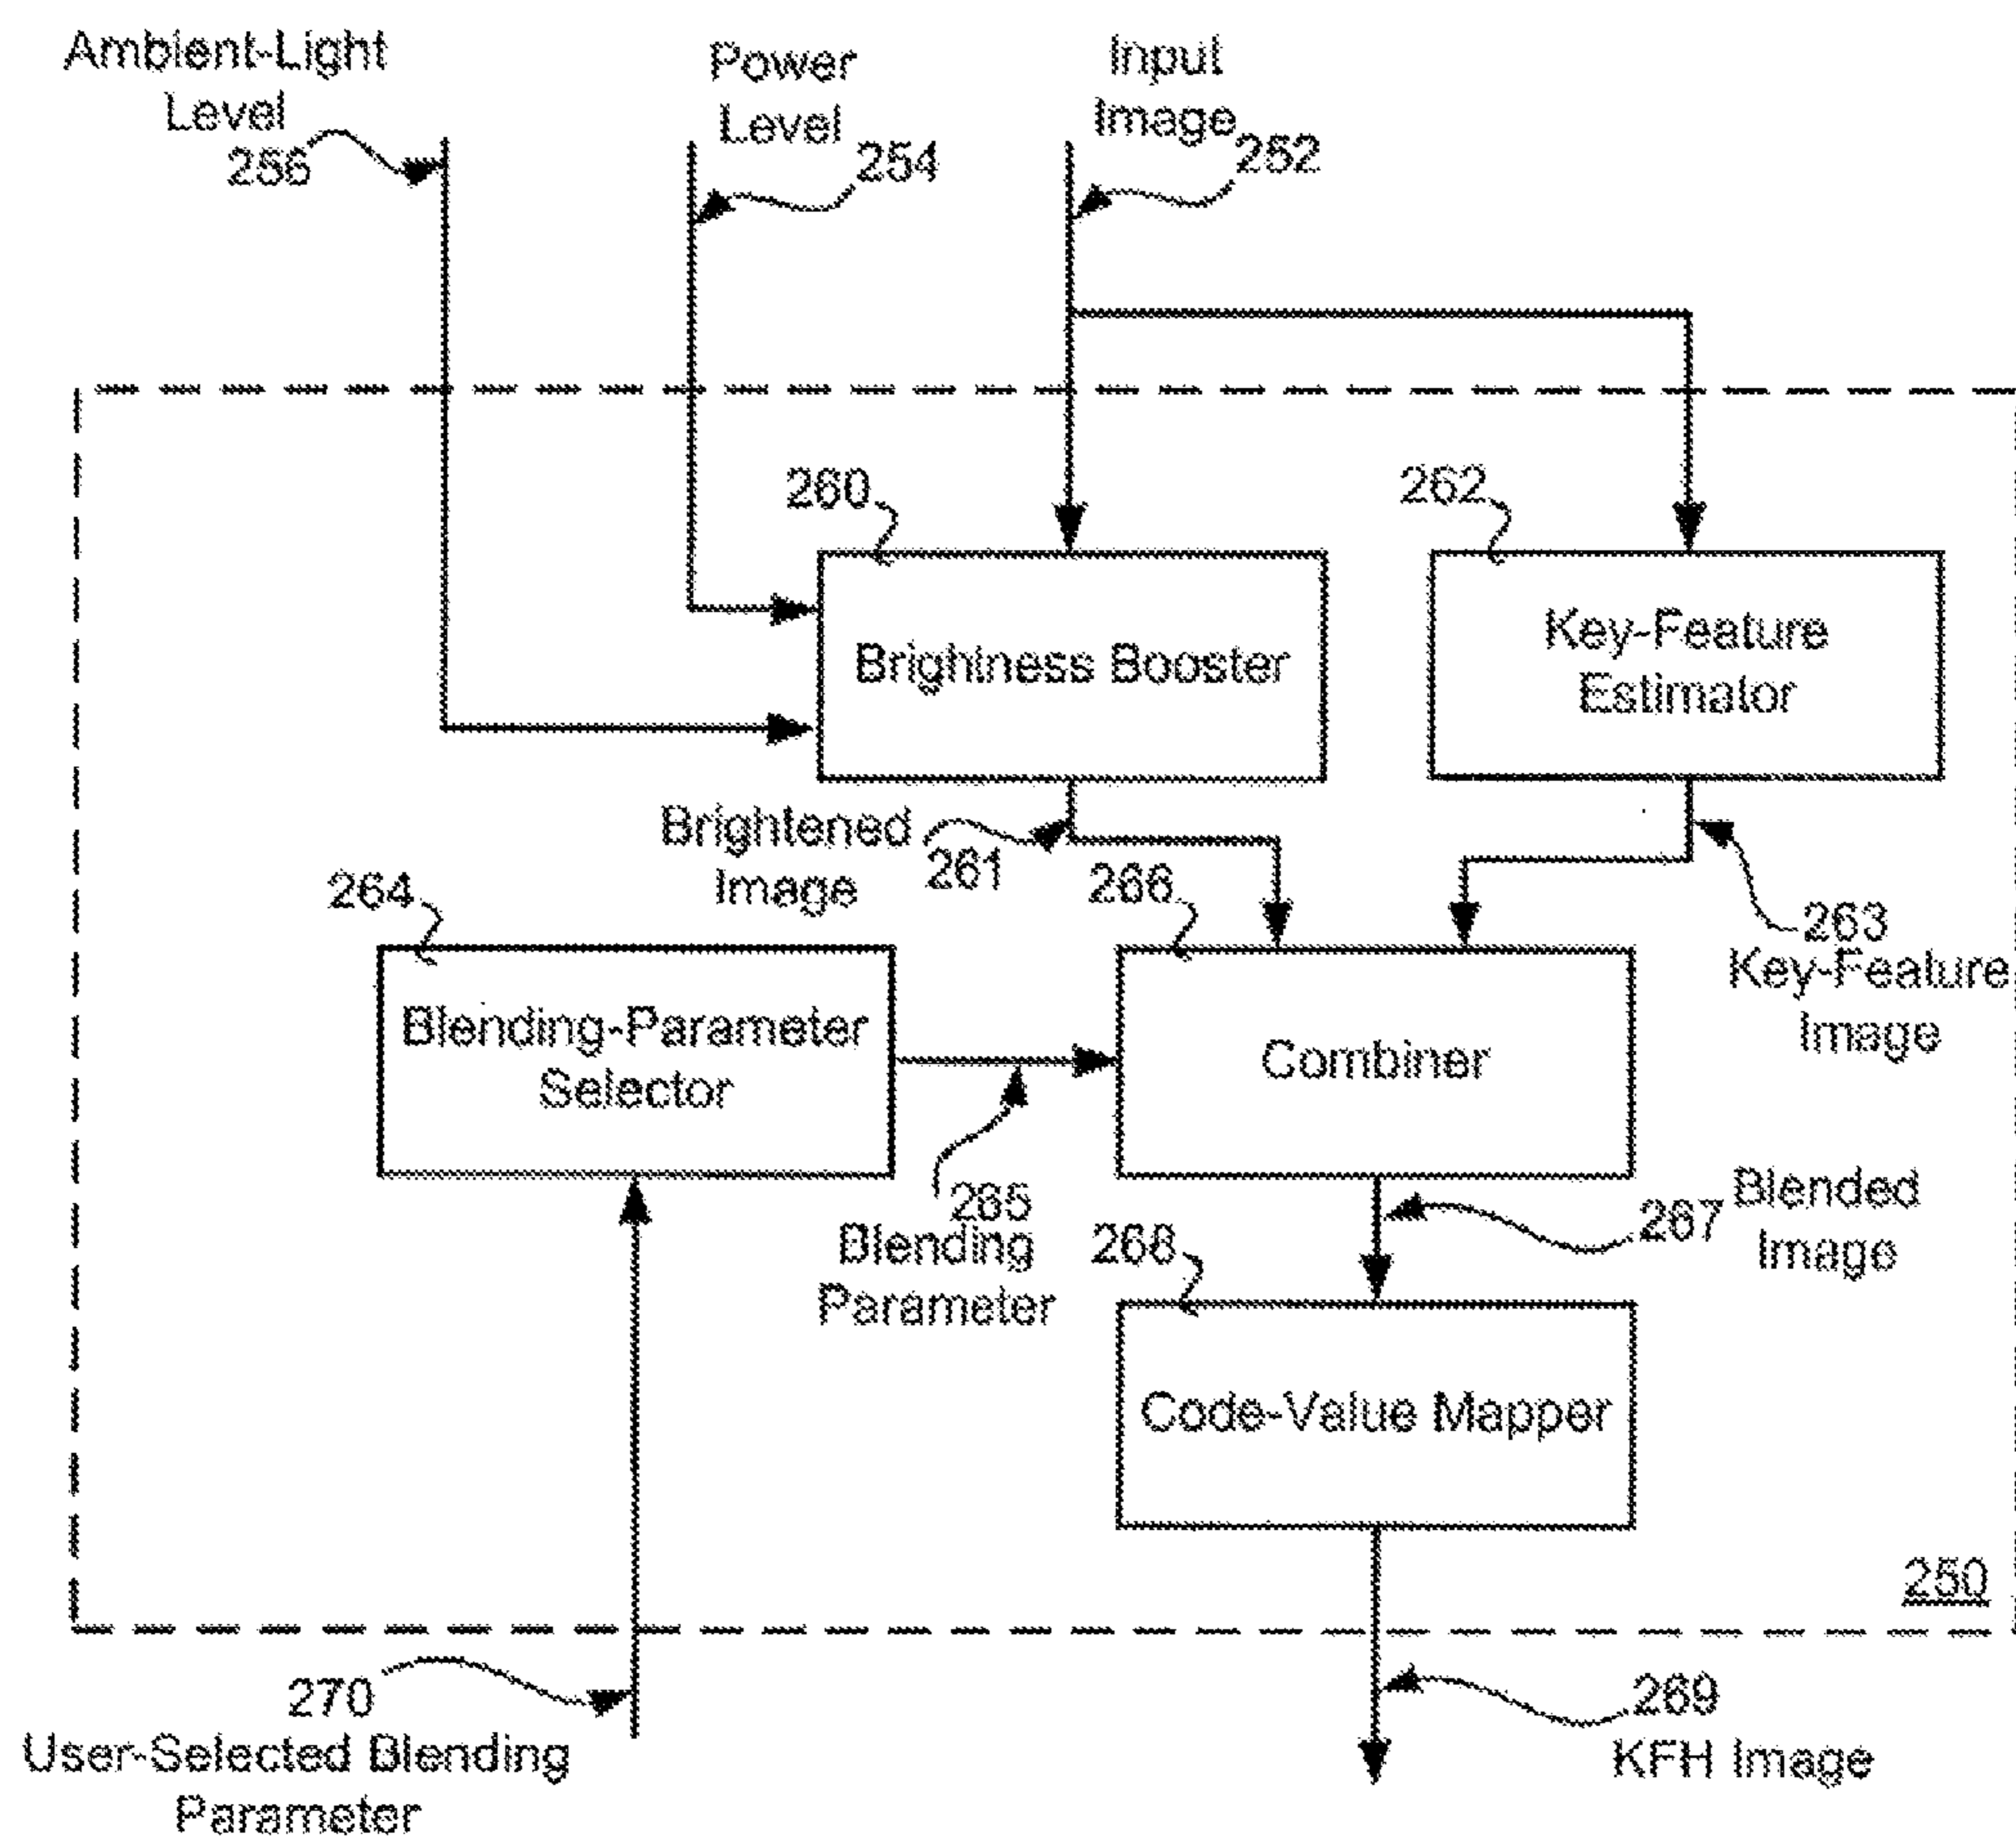 Ambient-Light
Level
256
Power
Level
254
Input
Image
252
260
262
Brightness Booster
Key-Feature
Estimator
Brightened
Image
261
263
Key-Feature
Image
264
266
Blending-Parameter
Selector
Combiner
265
Blending
Parameter
267
Blended
Image
268
Code-Value Mapper
250
270
User-Selected Blending
Parameter
269
KFH Image